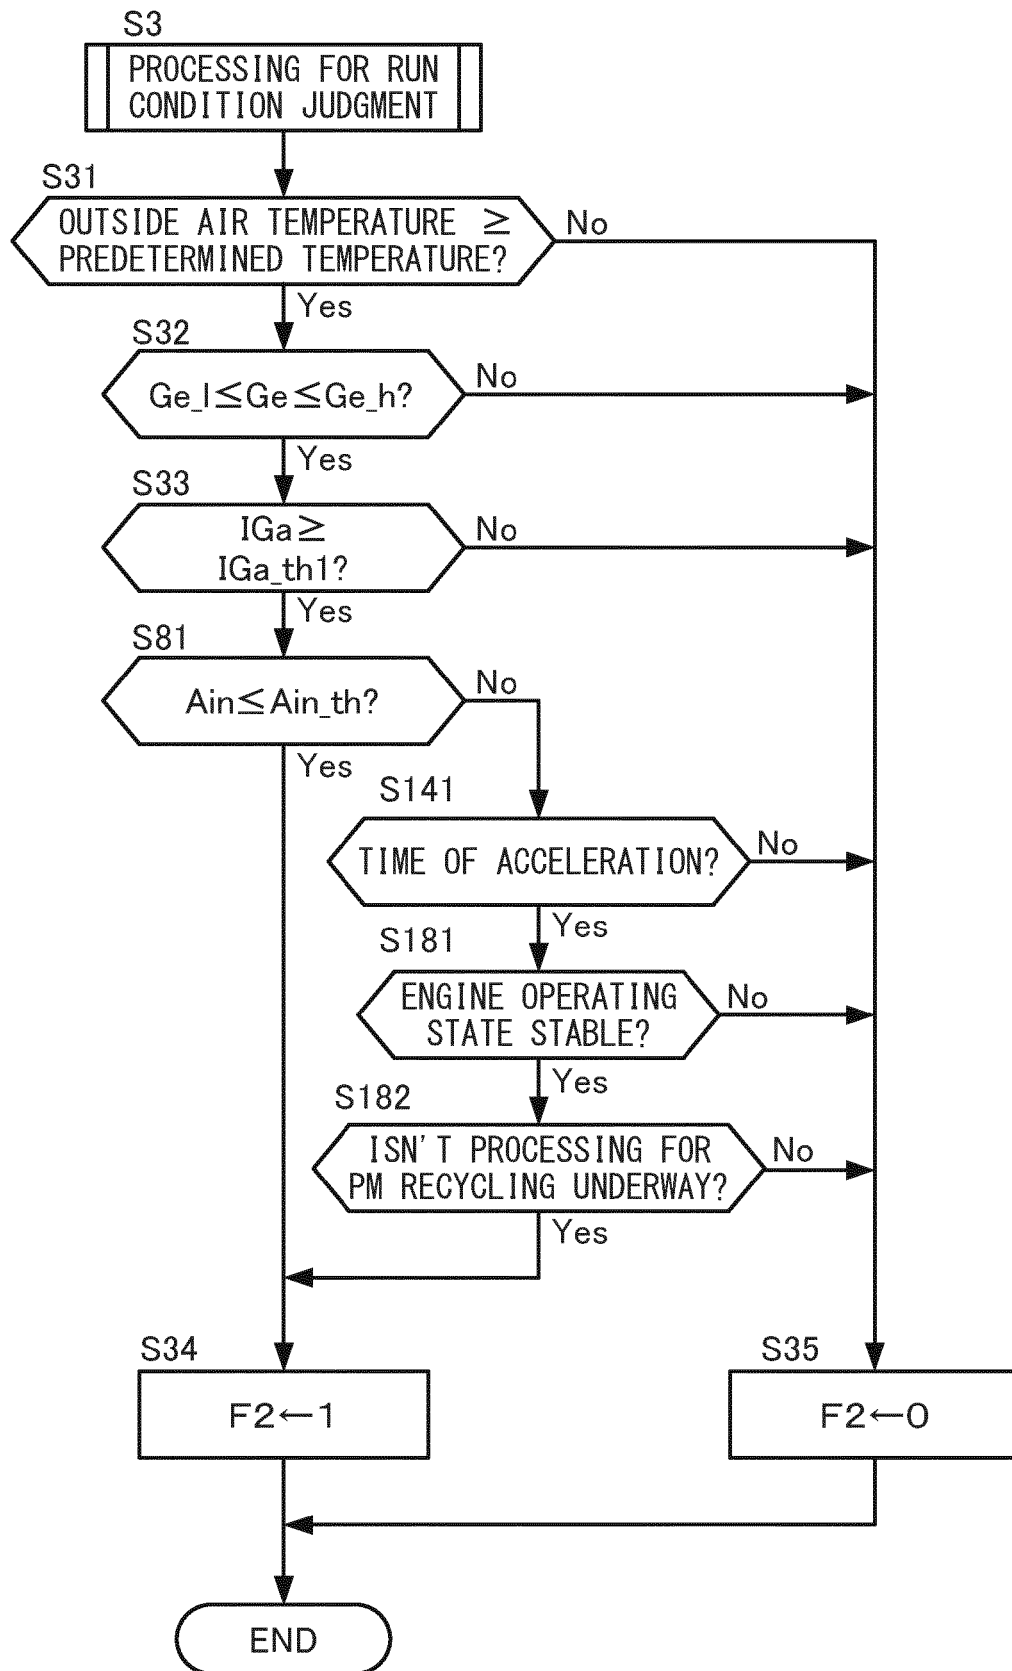 S3
PROCESSING FOR RUN
CONDITION JUDGMENT
S31
OUTSIDE AIR TEMPERATURE ≥
PREDETERMINED TEMPERATURE?
No
Yes
S32
Ge_l≤Ge≤Ge_h?
No
Yes
S33
IGa≥
IGa_th1?
No
Yes
S81
Ain≤Ain_th?
No
Yes
S141
TIME OF ACCELERATION?
No
Yes
S181
ENGINE OPERATING
STATE STABLE?
No
Yes
S182
ISN'T PROCESSING FOR
PM RECYCLING UNDERWAY?
No
Yes
S34
F2←1
S35
F2←0
END